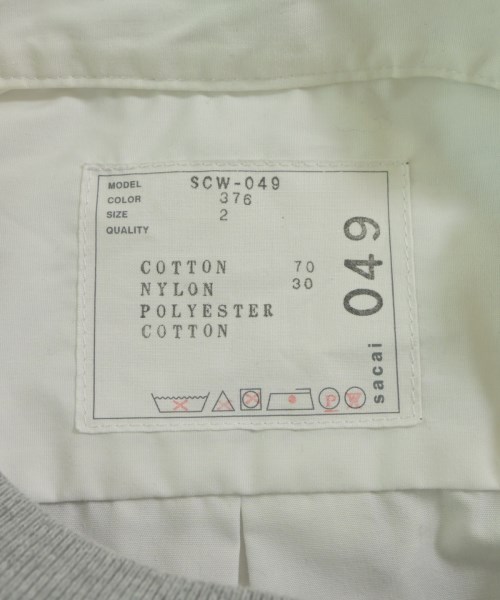 MODEL SCW-049
COLOR 376
SIZE 2
QUALITY
COTTON 70
NYLON 30
POLYESTER
COTTON
P
W
sacai 049